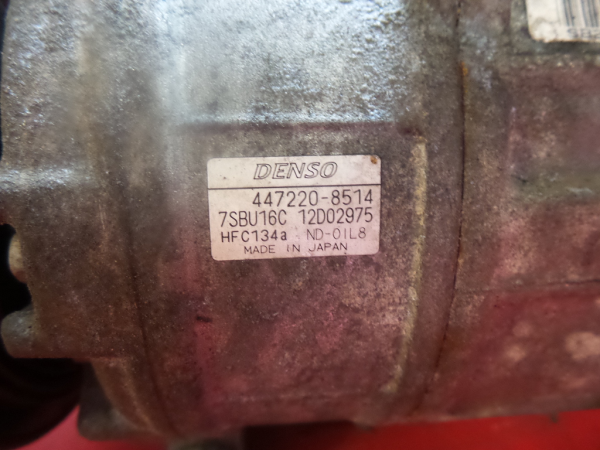 DENSO
447220-8514
7SBU16C 12D02975
HFC134a ND-OIL8
MADE IN JAPAN